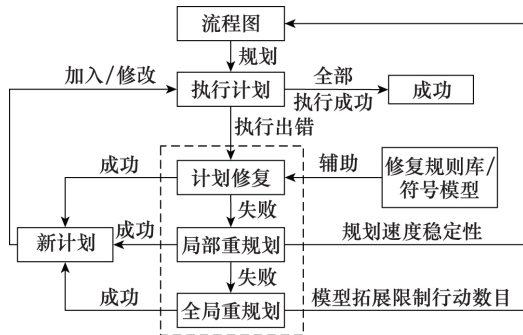 流程图
规划
加入/修改
执行计划
全部
执行成功
成功
执行出错
成功
计划修复
辅助
修复规则库/
符号模型
失败
新计划
成功
局部重规划
规划速度稳定性
失败
成功
全局重规划
模型拓展限制行动数目